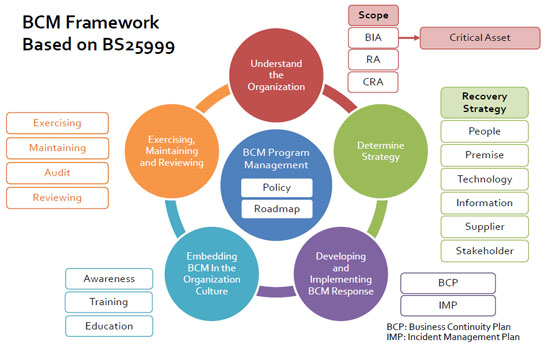 BCM Framework
Based on BS25999
Scope
BIA
RA
CRA
Critical Asset
Understand
the
Organization
Recovery
Strategy
People
Premise
Technology
Information
Supplier
Stakeholder
Determine
Strategy
Exercising,
Maintaining
and Reviewing
Exercising
Maintaining
Audit
Reviewing
BCM Program
Management
Policy
Roadmap
Embedding
BCM In the
Organization
Culture
Awareness
Training
Education
Developing
and
Implementing
BCM Response
BCP
IMP
BCP: Business Continuity Plan
IMP: Incident Management Plan